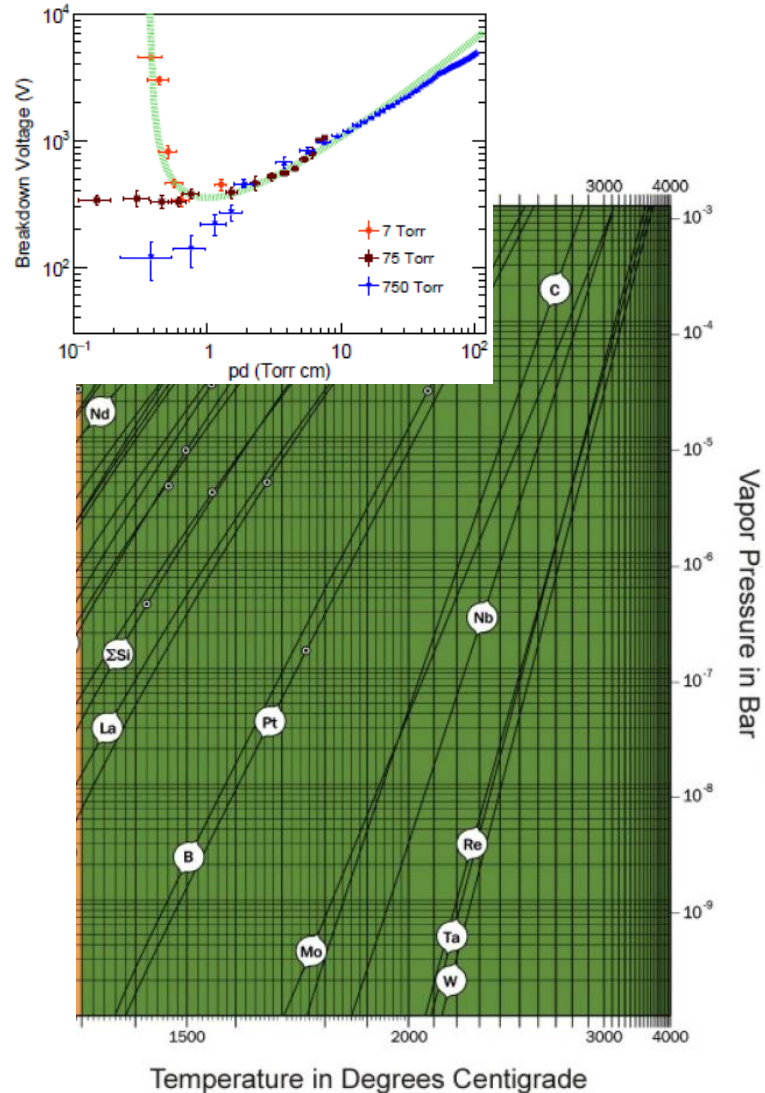 10⁴
10³
10²
Breakdown Voltage (V)
7 Torr
75 Torr
750 Torr
10⁻¹
1
10
10²
pd (Torr cm)
3000
4000
10⁻³
10⁻⁴
10⁻⁵
10⁻⁶
10⁻⁷
10⁻⁸
10⁻⁹
Vapor Pressure in Bar
C
Nd
Nb
ΣSi
La
Pt
B
Re
Mo
Ta
W
1500
2000
3000
4000
Temperature in Degrees Centigrade